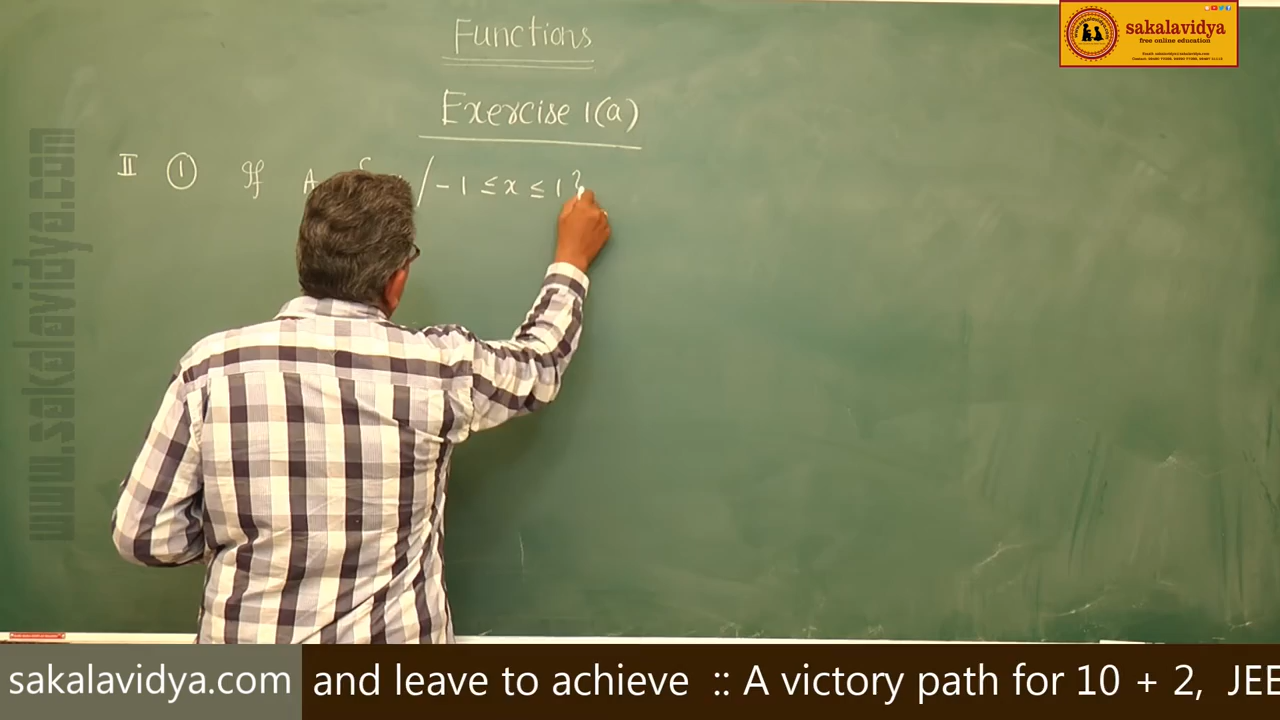 Functions
Exercise 1(a)
II ① If A / -1 ≤ x ≤ 1 }
sakalavidya
free online education
www.sakalavidya.com
sakalavidya.com and leave to achieve :: A victory path for 10 + 2, JEE